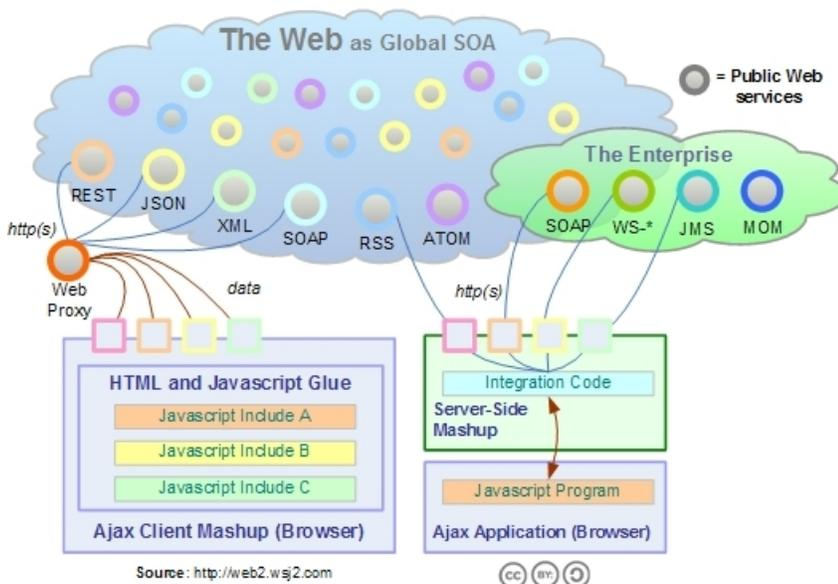 The Web as Global SOA
= Public Web
services
The Enterprise
REST
JSON
XML
SOAP
RSS
ATOM
SOAP
WS-*
JMS
MOM
http(s)
Web
Proxy
data
http(s)
HTML and Javascript Glue
Javascript Include A
Javascript Include B
Javascript Include C
Ajax Client Mashup (Browser)
Integration Code
Server-Side
Mashup
Javascript Program
Ajax Application (Browser)
Source: http://web2.wsj2.com
cc BY: